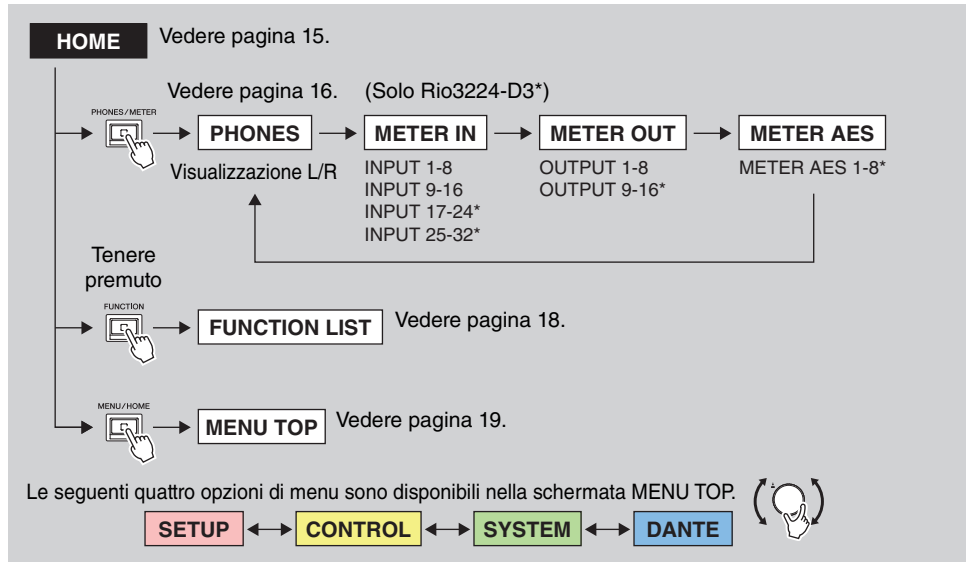 HOME Vedere pagina 15.
Vedere pagina 16. (Solo Rio3224-D3*)
PHONES/METER
PHONES METER IN METER OUT METER AES
Visualizzazione L/R
INPUT 1-8
INPUT 9-16
INPUT 17-24*
INPUT 25-32*
OUTPUT 1-8
OUTPUT 9-16*
METER AES 1-8*
Tenere
premuto
FUNCTION
FUNCTION LIST Vedere pagina 18.
MENU/HOME
MENU TOP Vedere pagina 19.
Le seguenti quattro opzioni di menu sono disponibili nella schermata MENU TOP.
SETUP CONTROL SYSTEM DANTE